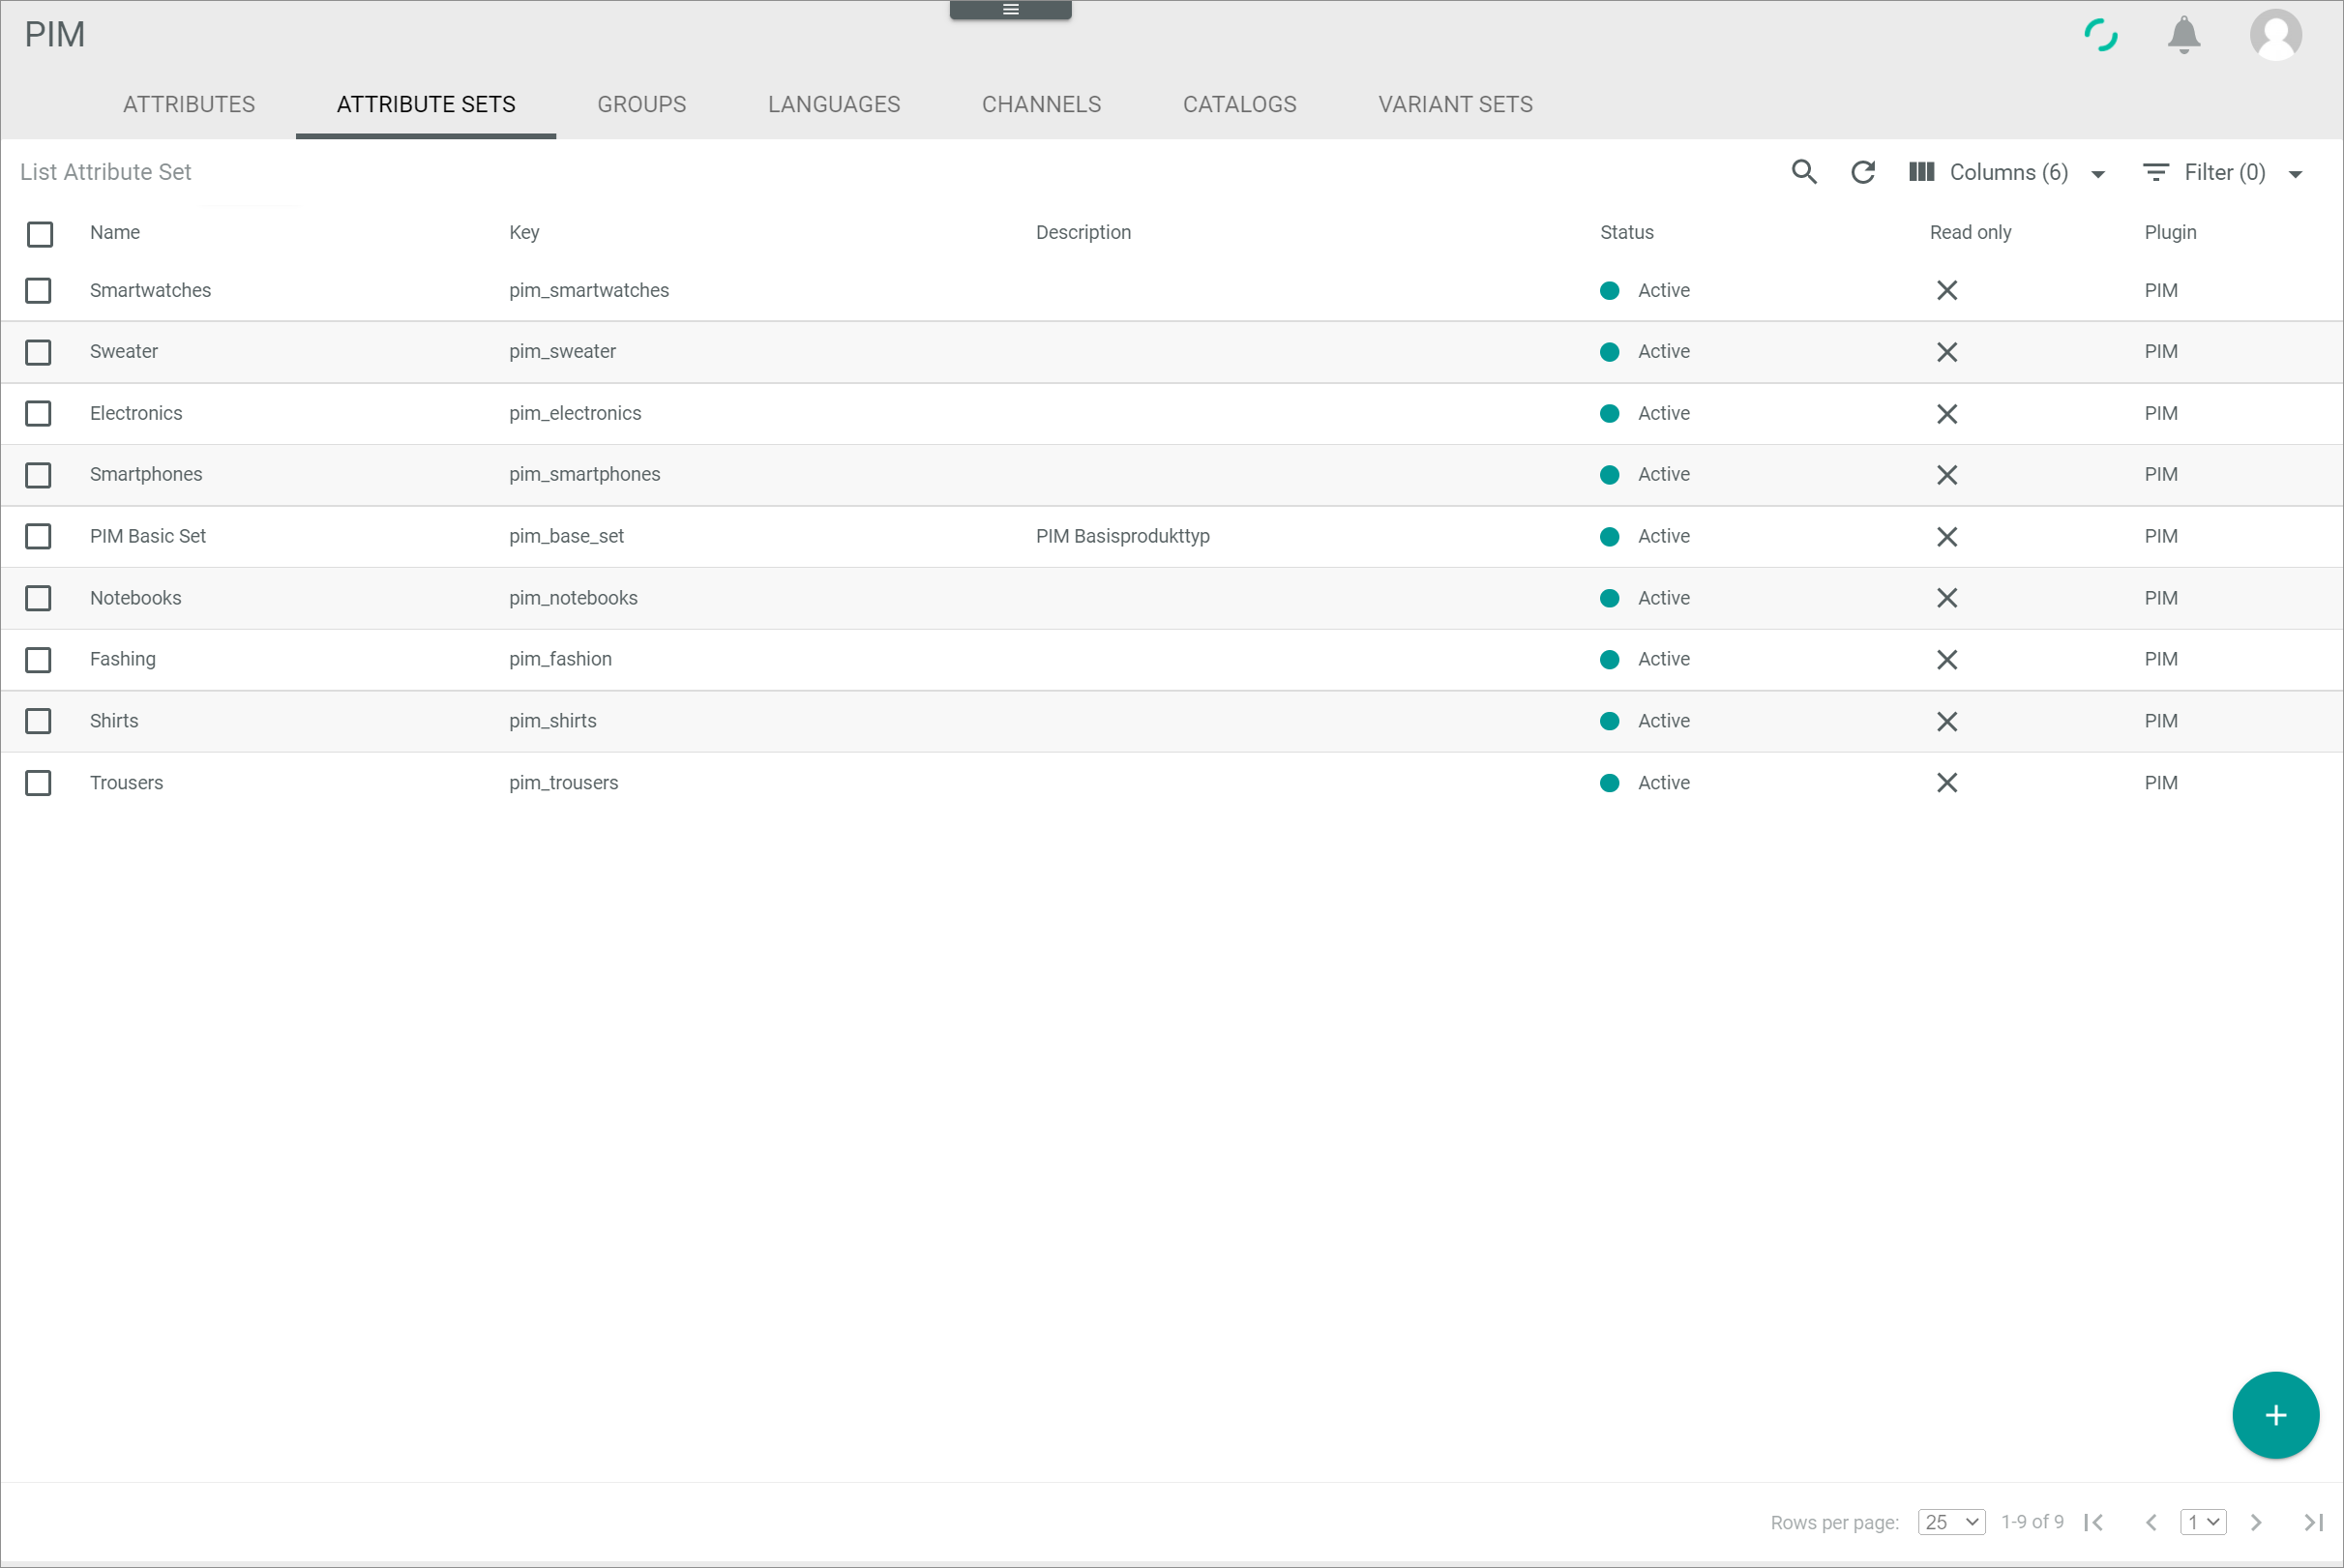 PIM
ATTRIBUTES ATTRIBUTE SETS GROUPS LANGUAGES CHANNELS CATALOGS VARIANT SETS
List Attribute Set Columns (6) Filter (0)
Name Key Description Status Read only Plugin
Smartwatches pim_smartwatches Active PIM
Sweater pim_sweater Active PIM
Electronics pim_electronics Active PIM
Smartphones pim_smartphones Active PIM
PIM Basic Set pim_base_set PIM Basisprodukttyp Active PIM
Notebooks pim_notebooks Active PIM
Fashing pim_fashion Active PIM
Shirts pim_shirts Active PIM
Trousers pim_trousers Active PIM
Rows per page: 25 1-9 of 9 1